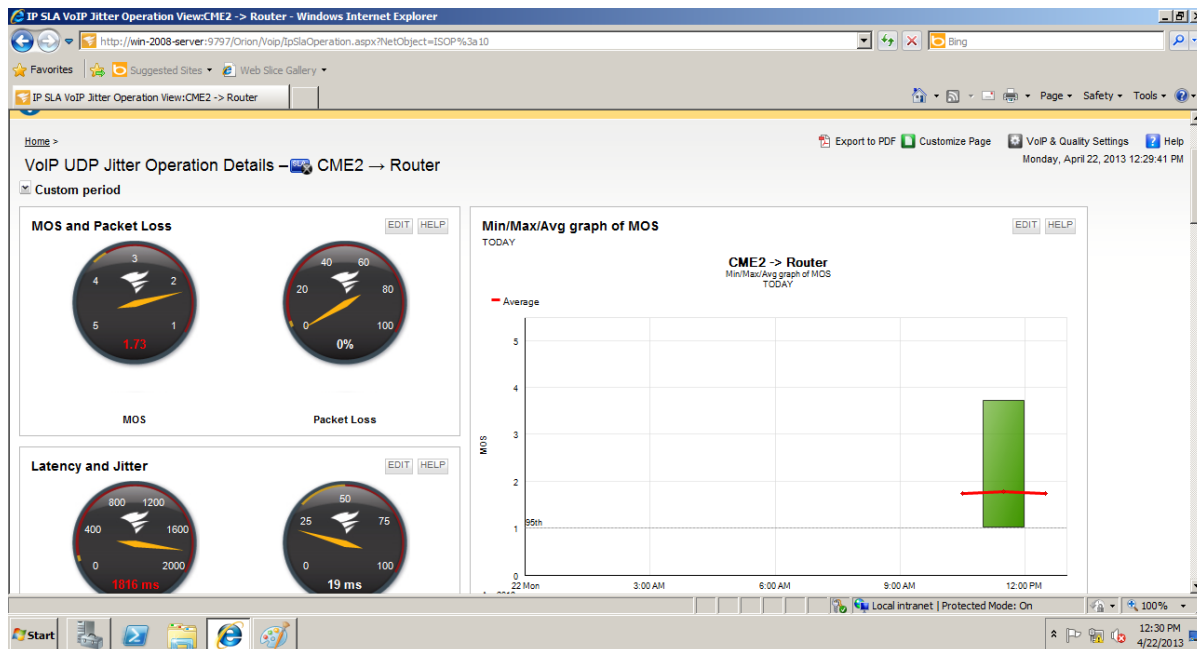 IP SLA VoIP Jitter Operation View:CME2 -> Router - Windows Internet Explorer
http://win-2008-server:9797/Orion/Voip/IpSlaOperation.aspx?NetObject=ISOP%3a10
Bing
Favorites Suggested Sites Web Slice Gallery
IP SLA VoIP Jitter Operation View:CME2 -> Router
Page Safety Tools
Home >
Export to PDF Customize Page VoIP & Quality Settings Help
Monday, April 22, 2013 12:29:41 PM
VoIP UDP Jitter Operation Details – CME2 → Router
Custom period
MOS and Packet Loss
EDIT HELP
3
4 2
5 1
1.73
MOS
40 60
20 80
0 100
0%
Packet Loss
Latency and Jitter
EDIT HELP
800 1200
400 1600
0 2000
1816 ms
50
25 75
0 100
19 ms
Min/Max/Avg graph of MOS
EDIT HELP
TODAY
CME2 -> Router
Min/Max/Avg graph of MOS
TODAY
Average
5
4
3
MOS
2
95th
1
0
22 Mon 3:00 AM 6:00 AM 9:00 AM 12:00 PM
Local intranet | Protected Mode: On
100%
Start
12:30 PM
4/22/2013